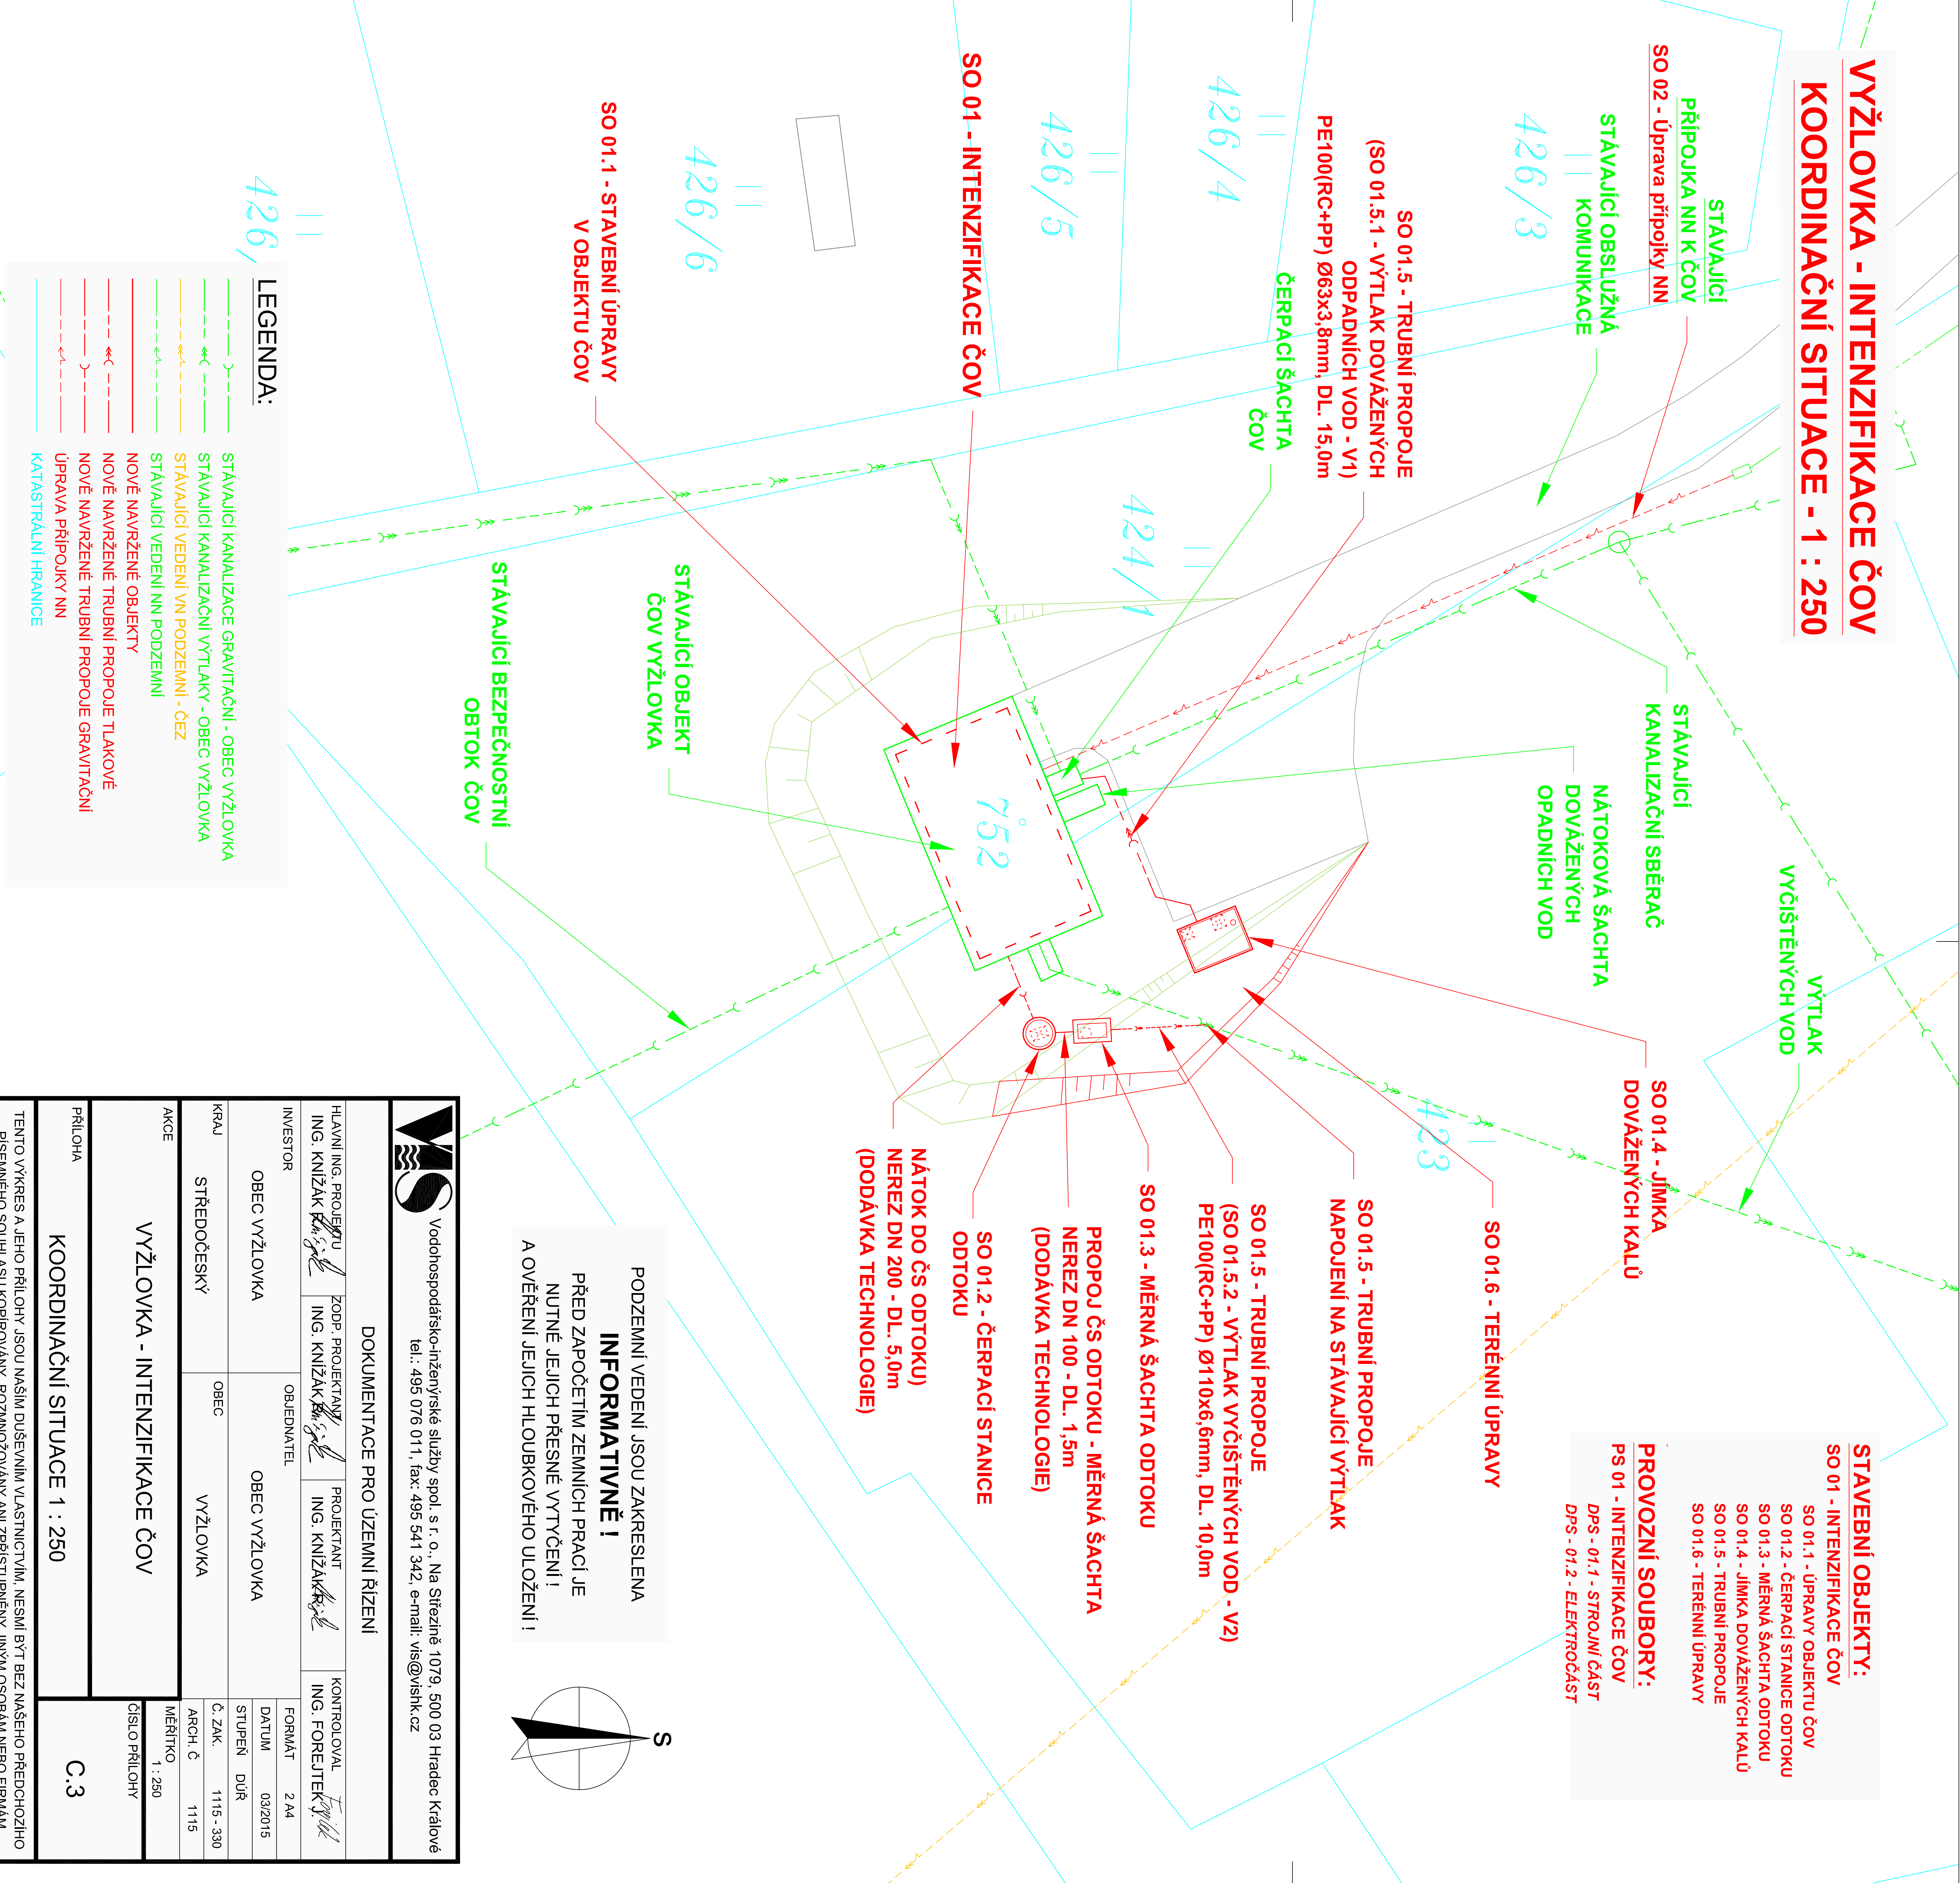 VYŽLOVKA - INTENZIFIKACE ČOV
KOORDINAČNÍ SITUACE - 1 : 250
STÁVAJÍCÍ
PŘÍPOJKA NN K ČOV
SO 02 - Úprava přípojky NN
STÁVAJÍCÍ OBSLUŽNÁ
KOMUNIKACE
426/3
SO 01.5 - TRUBNÍ PROPOJE
(SO 01.5.1 - VÝTLAK DOVÁŽENÝCH
ODPADNÍCH VOD - V1)
PE100(RC+PP) Ø63x3,8mm, DL. 15,0m
ČERPACÍ ŠACHTA
ČOV
426/4
426/5
SO 01 - INTENZIFIKACE ČOV
426/6
SO 01.1 - STAVEBNÍ ÚPRAVY
V OBJEKTU ČOV
426/
424/1
STÁVAJÍCÍ
KANALIZAČNÍ SBĚRAČ
NÁTOKOVÁ ŠACHTA
DOVÁŽENÝCH
OPADNÍCH VOD
VÝTLAK
VYČIŠTĚNÝCH VOD
STÁVAJÍCÍ OBJEKT
ČOV VYŽLOVKA
STÁVAJÍCÍ BEZPEČNOSTNÍ
OBTOK ČOV
752
423
SO 01.4 - JÍMKA
DOVÁŽENÝCH KALŮ
SO 01.6 - TERÉNNÍ ÚPRAVY
SO 01.5 - TRUBNÍ PROPOJE
NAPOJENÍ NA STÁVAJÍCÍ VÝTLAK
SO 01.5 - TRUBNÍ PROPOJE
(SO 01.5.2 - VÝTLAK VYČIŠTĚNÝCH VOD - V2)
PE100(RC+PP) Ø110x6,6mm, DL. 10,0m
SO 01.3 - MĚRNÁ ŠACHTA ODTOKU
PROPOJ ČS ODTOKU - MĚRNÁ ŠACHTA
NEREZ DN 100 - DL. 1,5m
(DODÁVKA TECHNOLOGIE)
SO 01.2 - ČERPACÍ STANICE
ODTOKU
NÁTOK DO ČS ODTOKU)
NEREZ DN 200 - DL. 5,0m
(DODÁVKA TECHNOLOGIE)
STAVEBNÍ OBJEKTY:
SO 01 - INTENZIFIKACE ČOV
SO 01.1 - ÚPRAVY OBJEKTU ČOV
SO 01.2 - ČERPACÍ STANICE ODTOKU
SO 01.3 - MĚRNÁ ŠACHTA ODTOKU
SO 01.4 - JÍMKA DOVÁŽENÝCH KALŮ
SO 01.5 - TRUBNÍ PROPOJE
SO 01.6 - TERÉNNÍ ÚPRAVY
PROVOZNÍ SOUBORY:
PS 01 - INTENZIFIKACE ČOV
DPS - 01.1 - STROJNÍ ČÁST
DPS - 01.2 - ELEKTROČÁST
LEGENDA:
STÁVAJÍCÍ KANALIZACE GRAVITAČNÍ - OBEC VYŽLOVKA
STÁVAJÍCÍ KANALIZAČNÍ VÝTLAKY - OBEC VYŽLOVKA
STÁVAJÍCÍ VEDENÍ VN PODZEMNÍ - ČEZ
STÁVAJÍCÍ VEDENÍ NN PODZEMNÍ
NOVĚ NAVRŽENÉ OBJEKTY
NOVĚ NAVRŽENÉ TRUBNÍ PROPOJE TLAKOVÉ
NOVĚ NAVRŽENÉ TRUBNÍ PROPOJE GRAVITAČNÍ
ÚPRAVA PŘÍPOJKY NN
KATASTRÁLNÍ HRANICE
PODZEMNÍ VEDENÍ JSOU ZAKRESLENA
INFORMATIVNĚ !
PŘED ZAPOČETÍM ZEMNÍCH PRACÍ JE
NUTNÉ JEJICH PŘESNÉ VYTYČENÍ !
A OVĚŘENÍ JEJICH HLOUBKOVÉHO ULOŽENÍ !
S
VIS
Vodohospodářsko-inženýrské služby spol. s r. o., Na Střezině 1079, 500 03 Hradec Králové
tel.: 495 076 011, fax: 495 541 342, e-mail: vis@vishk.cz
DOKUMENTACE PRO ÚZEMNÍ ŘÍZENÍ
HLAVNÍ ING. PROJEKTU
ING. KNÍŽÁK R.
ZODP. PROJEKTANT
ING. KNÍŽÁK R.
PROJEKTANT
ING. KNÍŽÁK R.
KONTROLOVAL
ING. FOREJTEK J.
INVESTOR
OBEC VYŽLOVKA
OBJEDNATEL
OBEC VYŽLOVKA
FORMÁT 2 A4
DATUM 03/2015
STUPEŇ DÚŘ
KRAJ
STŘEDOČESKÝ
OBEC
VYŽLOVKA
Č. ZAK. 1115 - 330
ARCH. Č 1115
AKCE
VYŽLOVKA - INTENZIFIKACE ČOV
MĚŘÍTKO
1 : 250
PŘÍLOHA
KOORDINAČNÍ SITUACE 1 : 250
ČÍSLO PŘÍLOHY
C.3
TENTO VÝKRES A JEHO PŘÍLOHY JSOU NAŠÍM DUŠEVNÍM VLASTNICTVÍM, NESMÍ BÝT BEZ NAŠEHO PŘEDCHOZÍHO
PÍSEMNÉHO SOUHLASU KOPÍROVÁNY, ROZMNOŽOVÁNY, ANI ZPŘÍSTUPNĚNY JINÝM OSOBÁM NEBO FIRMÁM